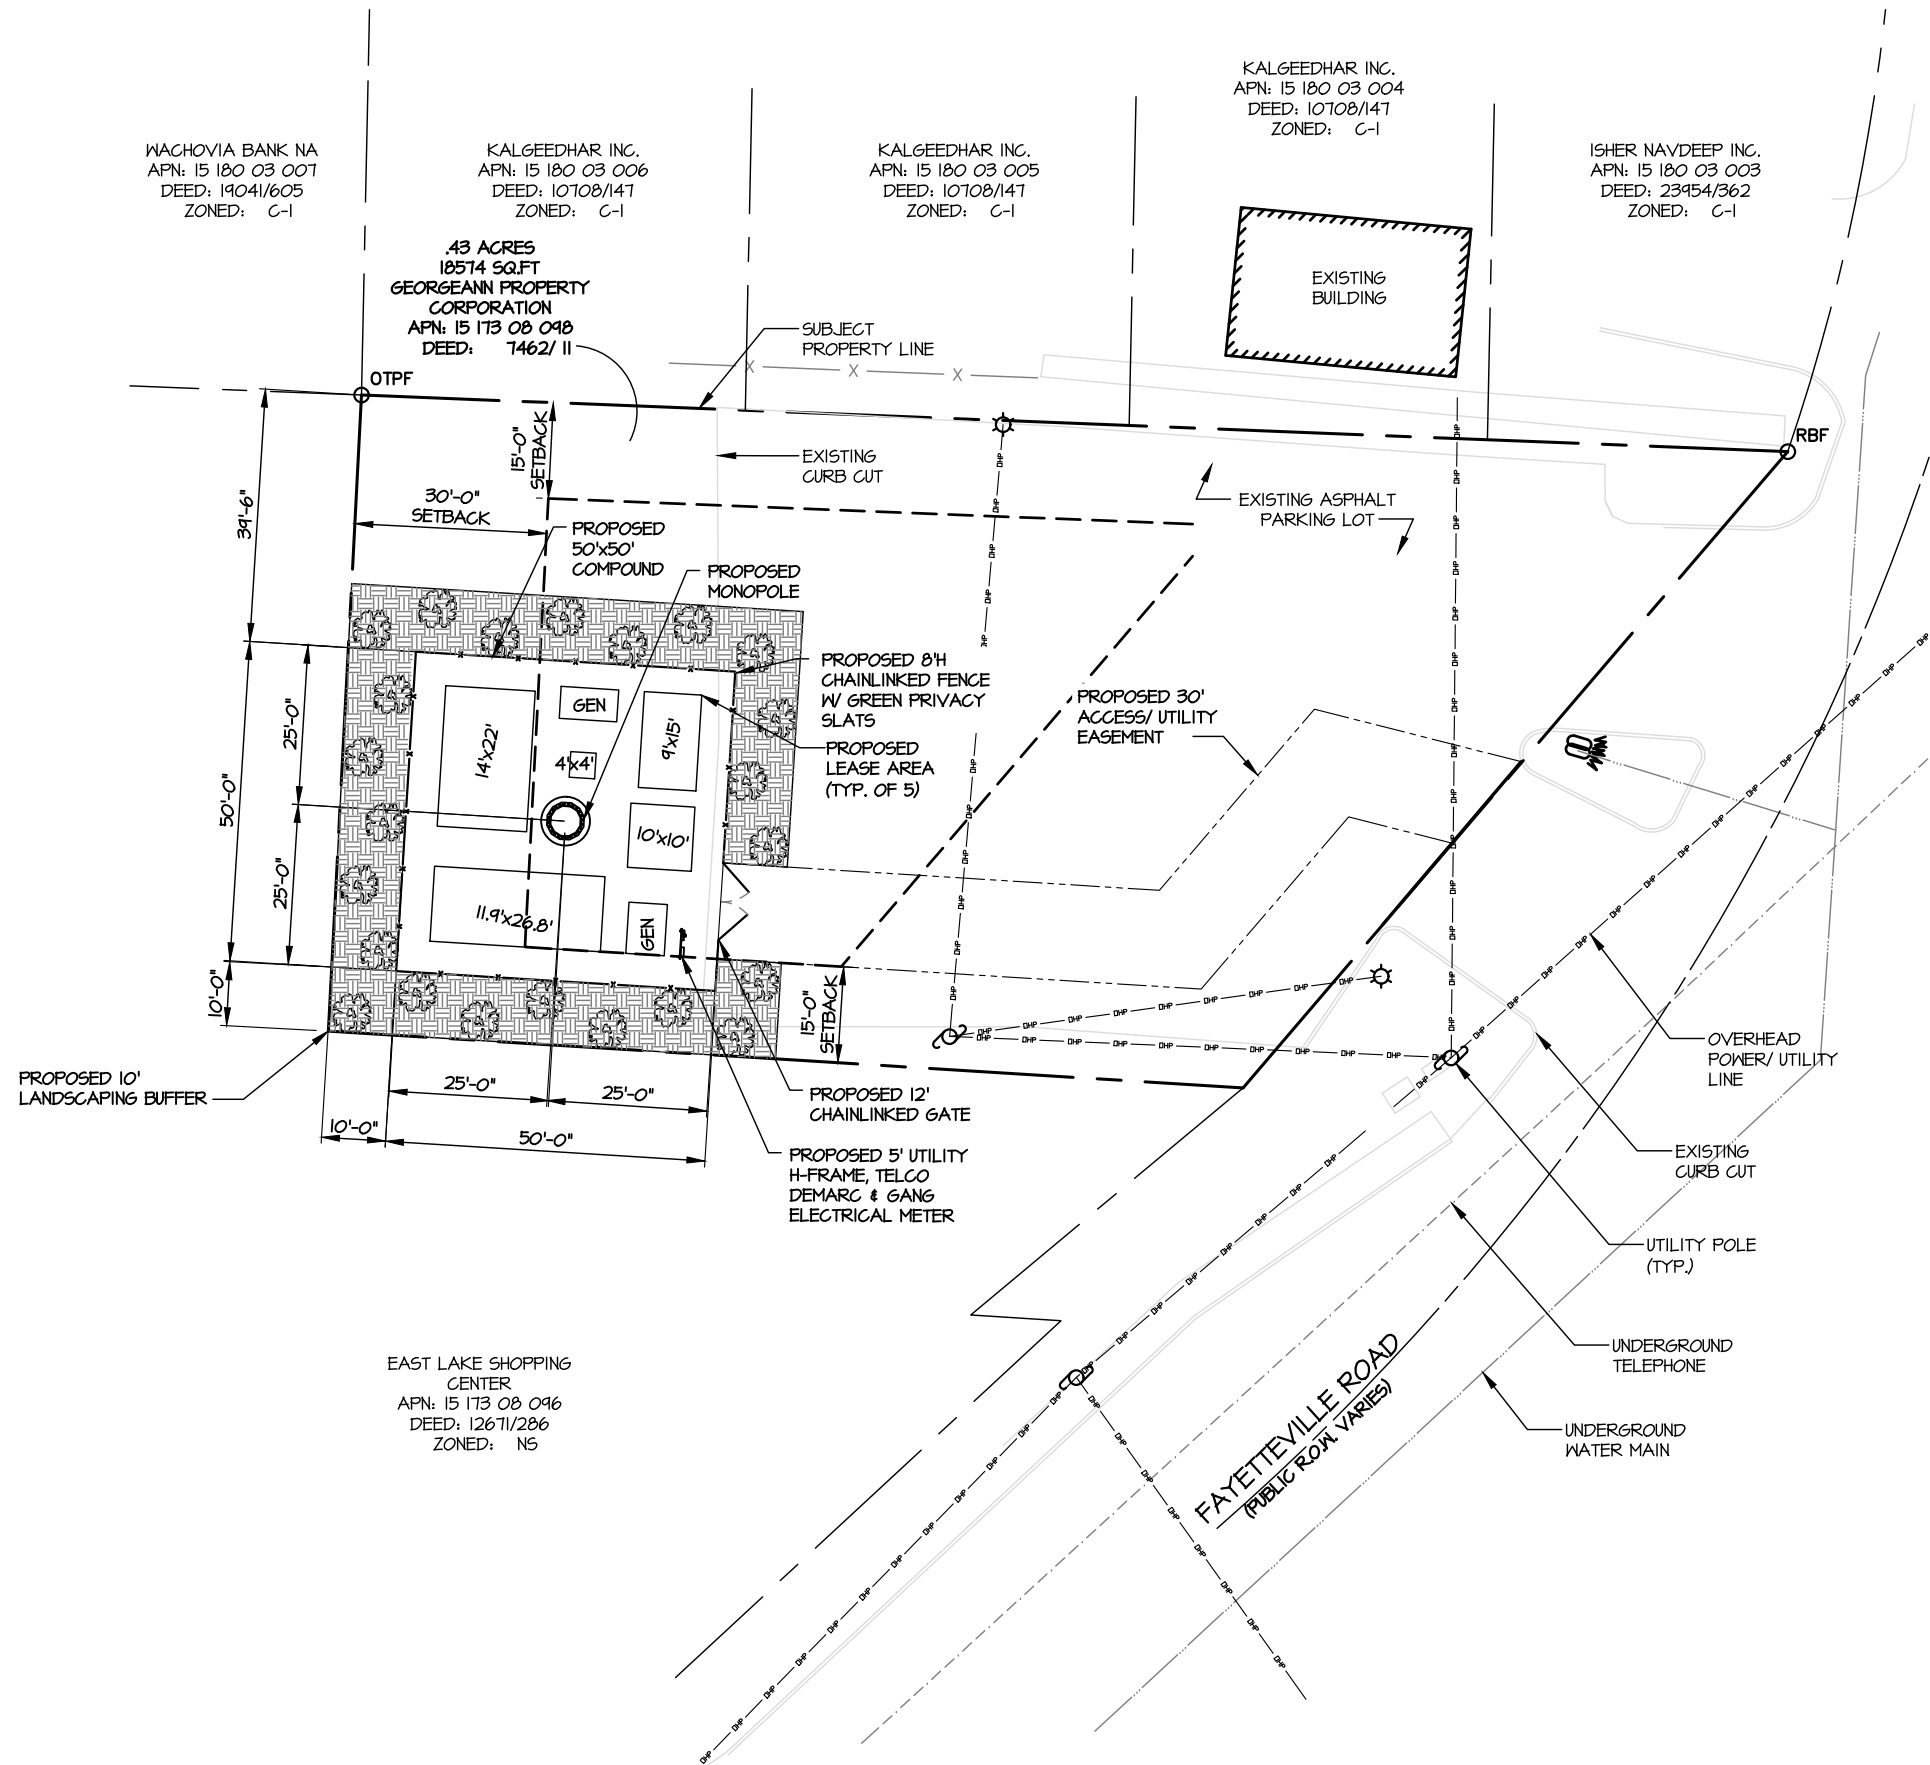 KALGEEDHAR INC.
APN: 15 180 03 004
DEED: 10708/147
ZONED: C-1
WACHOVIA BANK NA
APN: 15 180 03 007
DEED: 19041/605
ZONED: C-1
KALGEEDHAR INC.
APN: 15 180 03 006
DEED: 10708/147
ZONED: C-1
KALGEEDHAR INC.
APN: 15 180 03 005
DEED: 10708/147
ZONED: C-1
ISHER NAVDEEP INC.
APN: 15 180 03 003
DEED: 23954/362
ZONED: C-1
.43 ACRES
18574 SQ.FT
GEORGEANN PROPERTY
CORPORATION
APN: 15 173 08 098
DEED: 7462/ 11
EXISTING
BUILDING
SUBJECT
PROPERTY LINE
OTPF
RBF
15'-0"
SETBACK
EXISTING
CURB CUT
30'-0"
SETBACK
39'-6"
EXISTING ASPHALT
PARKING LOT
PROPOSED
50'x50'
COMPOUND
PROPOSED
MONOPOLE
PROPOSED 8'H
CHAINLINKED FENCE
W/ GREEN PRIVACY
SLATS
PROPOSED
LEASE AREA
(TYP. OF 5)
PROPOSED 30'
ACCESS/ UTILITY
EASEMENT
GEN
14'x22'
9'x15'
4'x4'
10'x10'
11.9'x26.8'
GEN
25'-0"
50'-0"
25'-0"
10'-0"
15'-0"
SETBACK
PROPOSED 10'
LANDSCAPING BUFFER
25'-0"
25'-0"
10'-0"
50'-0"
PROPOSED 12'
CHAINLINKED GATE
PROPOSED 5' UTILITY
H-FRAME, TELCO
DEMARC & GANG
ELECTRICAL METER
OVERHEAD
POWER/ UTILITY
LINE
EXISTING
CURB CUT
UTILITY POLE
(TYP.)
UNDERGROUND
TELEPHONE
UNDERGROUND
WATER MAIN
FAYETTEVILLE ROAD
(PUBLIC R.O.W. VARIES)
EAST LAKE SHOPPING
CENTER
APN: 15 173 08 096
DEED: 12671/286
ZONED: NS